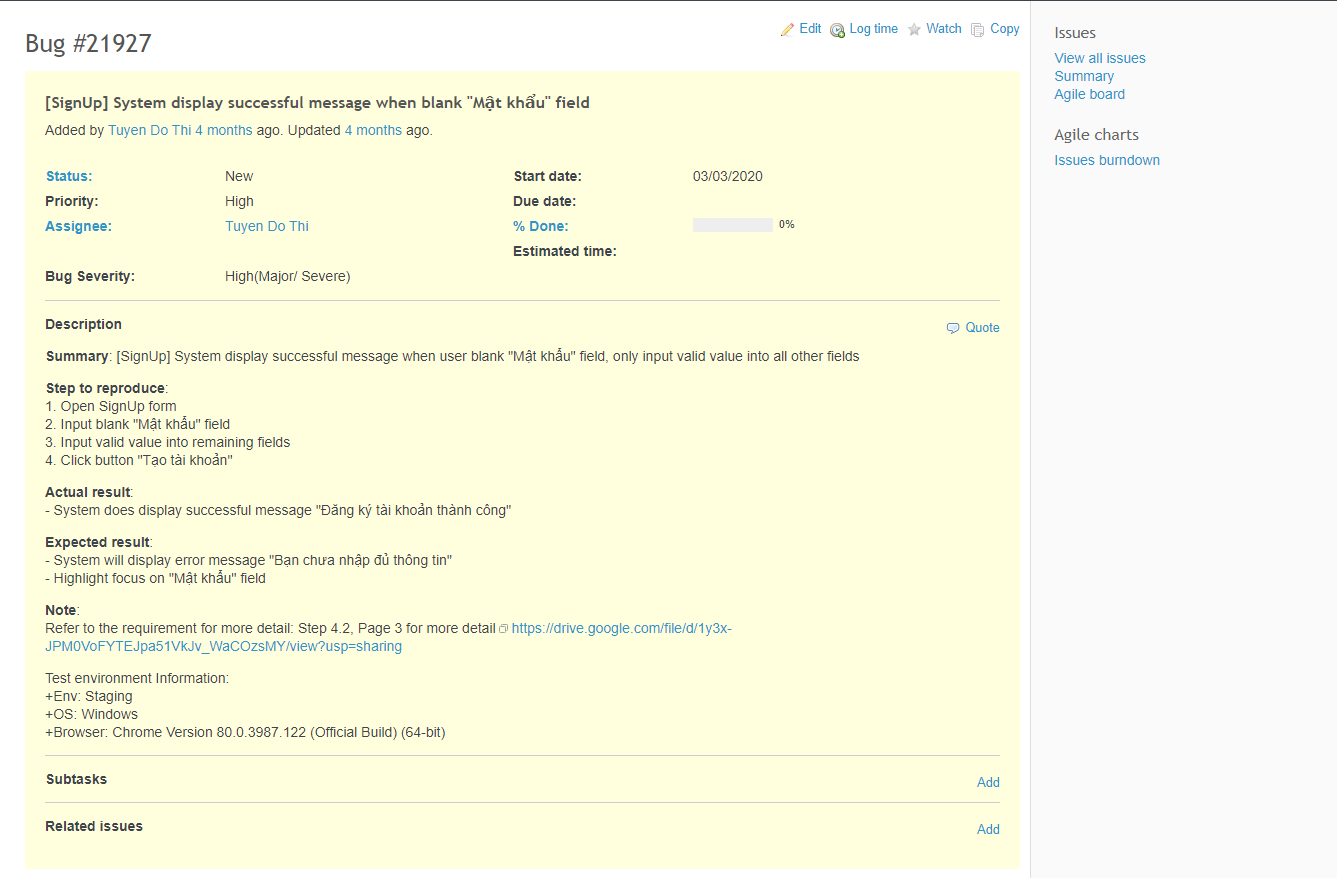 Edit Log time Watch Copy
Bug #21927
[SignUp] System display successful message when blank "Mật khẩu" field
Added by Tuyen Do Thi 4 months ago. Updated 4 months ago.
Status: New Start date: 03/03/2020
Priority: High Due date:
Assignee: Tuyen Do Thi % Done: 0%
Estimated time:
Bug Severity: High(Major/ Severe)
Description
Quote
Summary: [SignUp] System display successful message when user blank "Mật khẩu" field, only input valid value into all other fields
Step to reproduce:
1. Open SignUp form
2. Input blank "Mật khẩu" field
3. Input valid value into remaining fields
4. Click button "Tạo tài khoản"
Actual result:
- System does display successful message "Đăng ký tài khoản thành công"
Expected result:
- System will display error message "Bạn chưa nhập đủ thông tin"
- Highlight focus on "Mật khẩu" field
Note:
Refer to the requirement for more detail: Step 4.2, Page 3 for more detail https://drive.google.com/file/d/1y3x-
JPM0VoFYTEJpa51VkJv_WaCOzsMY/view?usp=sharing
Test environment Information:
+Env: Staging
+OS: Windows
+Browser: Chrome Version 80.0.3987.122 (Official Build) (64-bit)
Subtasks
Add
Related issues
Add
Issues
View all issues
Summary
Agile board
Agile charts
Issues burndown